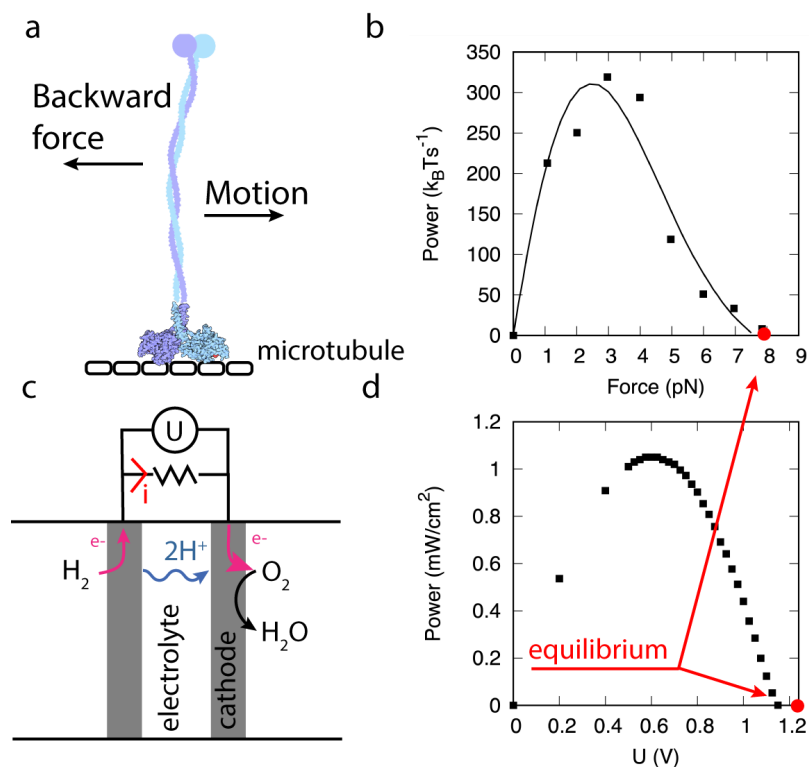 a
Backward
force
Motion
microtubule
b
350
300
250
200
150
100
50
0
Power (kBTs-1)
0 1 2 3 4 5 6 7 8 9
Force (pN)
c
U
i
e-
e-
H2
2H+
O2
H2O
electrolyte
cathode
d
1.2
1
0.8
0.6
0.4
0.2
0
Power (mW/cm2)
equilibrium
0 0.2 0.4 0.6 0.8 1 1.2
U (V)